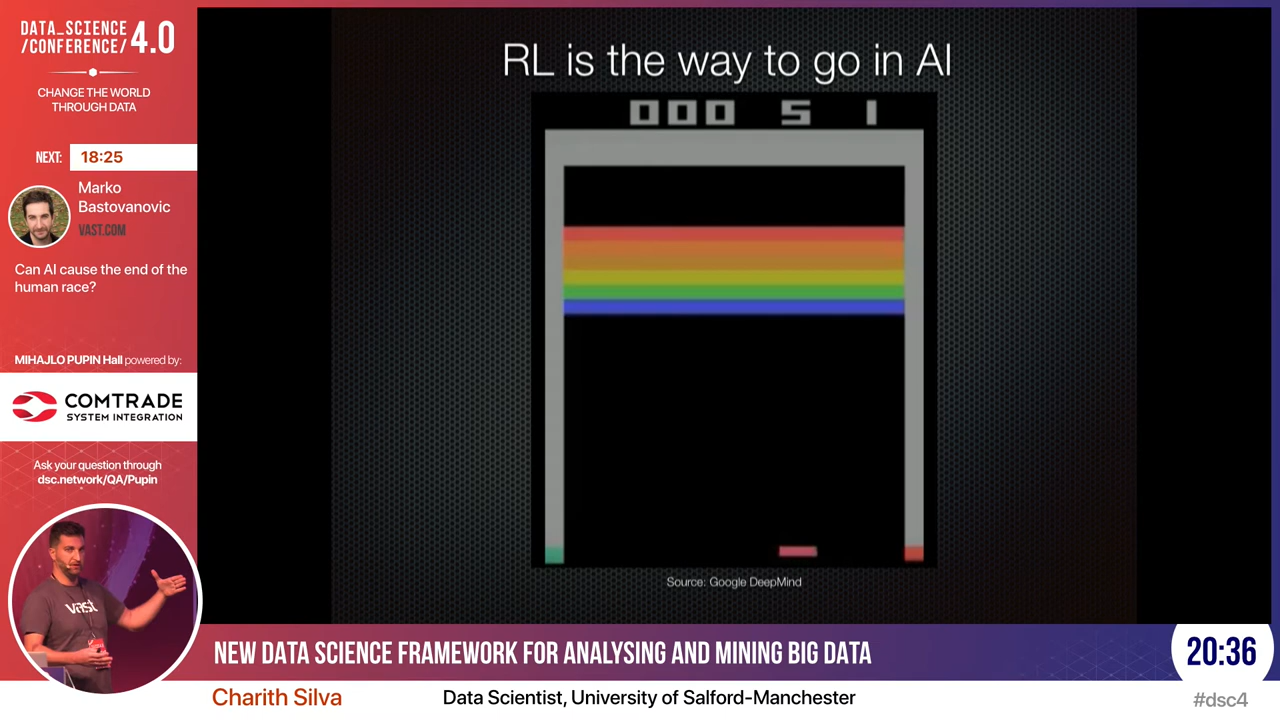 DATA_SCIENCE
/CONFERENCE/ 4.0
CHANGE THE WORLD
THROUGH DATA
NEXT: 18:25
Marko
Bastovanovic
VAST.COM
Can AI cause the end of the
human race?
MIHAJLO PUPIN Hall powered by:
COMTRADE
SYSTEM INTEGRATION
Ask your question through
dsc.network/QA/Pupin
vast
RL is the way to go in AI
000 5 1
Source: Google DeepMind
NEW DATA SCIENCE FRAMEWORK FOR ANALYSING AND MINING BIG DATA
20:36
Charith Silva
Data Scientist, University of Salford-Manchester
#dsc4